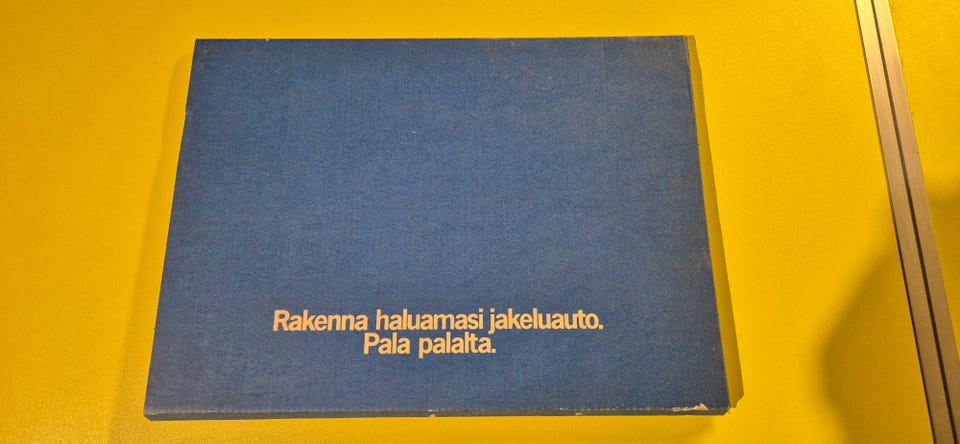 Rakenna haluamasi jakeluauto.
Pala palalta.